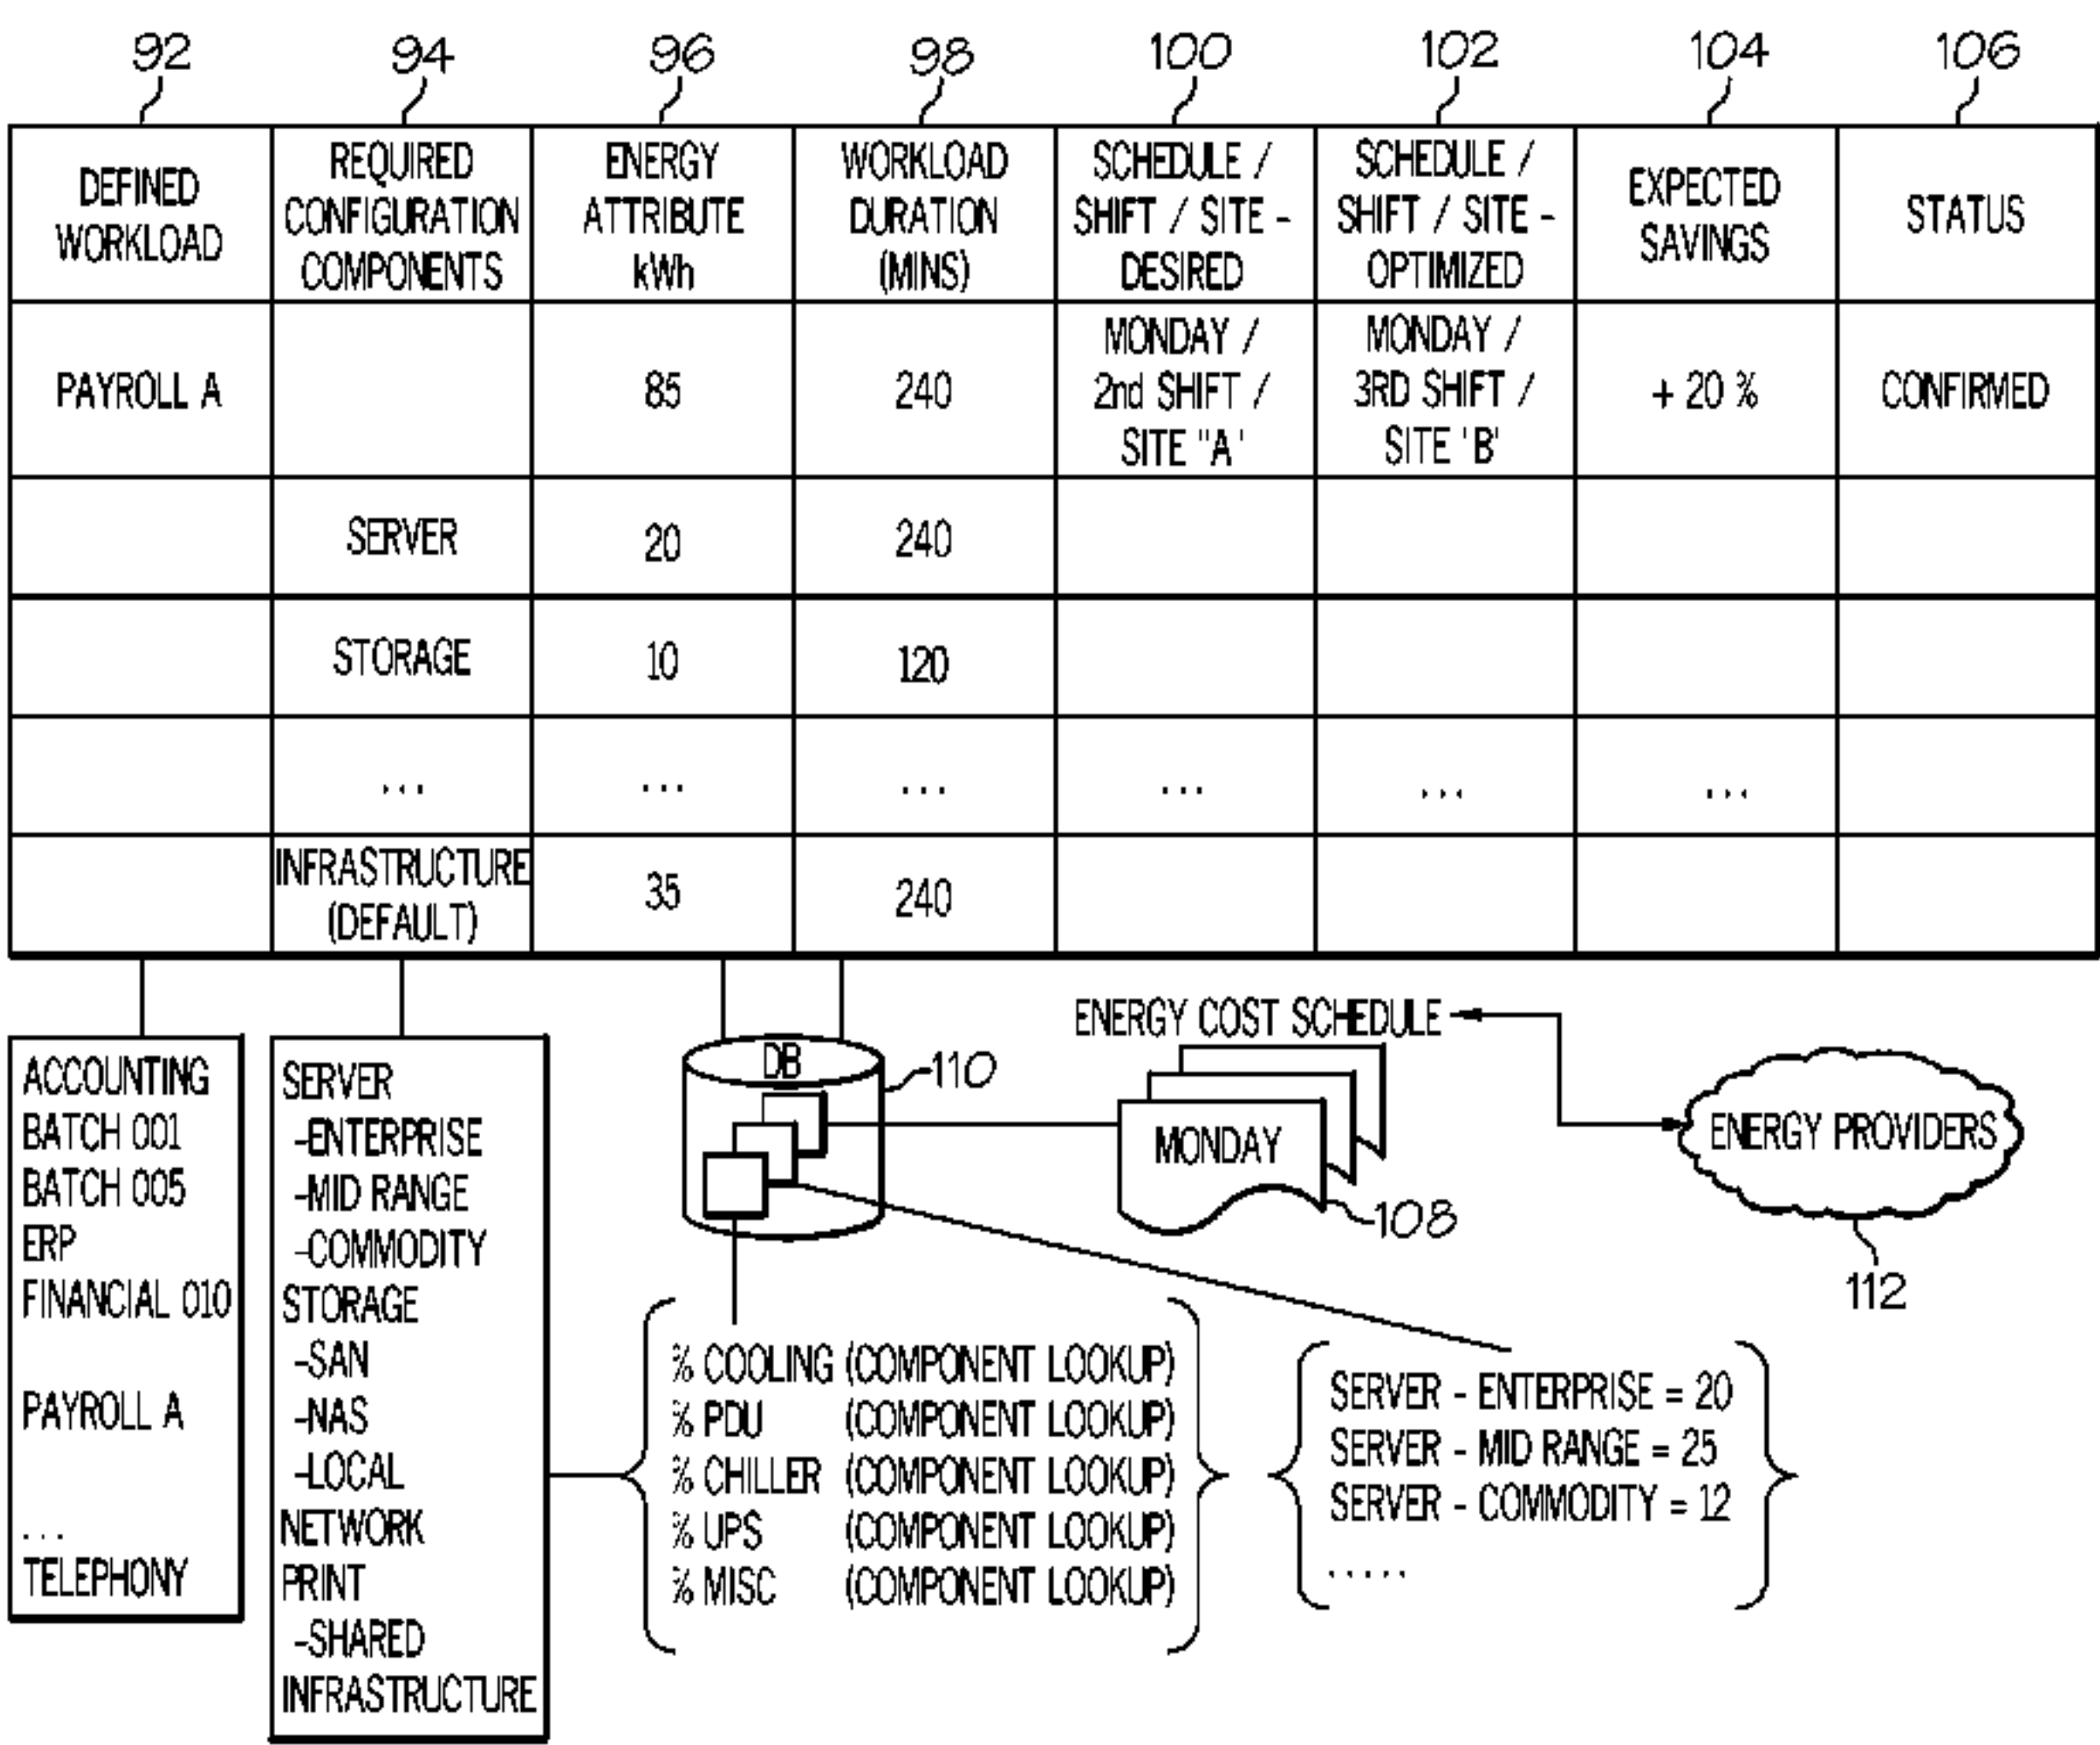 92 94 96 98 100 102 104 106
DEFINED
WORKLOAD
REQUIRED
CONFIGURATION
COMPONENTS
ENERGY
ATTRIBUTE
kWh
WORKLOAD
DURATION
(MINS)
SCHEDULE /
SHIFT / SITE -
DESIRED
SCHEDULE /
SHIFT / SITE -
OPTIMIZED
EXPECTED
SAVINGS
STATUS
PAYROLL A
85
240
MONDAY /
2nd SHIFT /
SITE "A'
MONDAY /
3RD SHIFT /
SITE 'B'
+ 20 %
CONFIRMED
SERVER 20 240
STORAGE 10 120
... ... ... ... ... ...
INFRASTRUCTURE
(DEFAULT)
35
240
ACCOUNTING
BATCH 001
BATCH 005
ERP
FINANCIAL 010
PAYROLL A
...
TELEPHONY
SERVER
-ENTERPRISE
-MID RANGE
-COMMODITY
STORAGE
-SAN
-NAS
-LOCAL
NETWORK
PRINT
-SHARED
INFRASTRUCTURE
DB
110
ENERGY COST SCHEDULE
MONDAY
108
ENERGY PROVIDERS
112
% COOLING (COMPONENT LOOKUP)
% PDU (COMPONENT LOOKUP)
% CHILLER (COMPONENT LOOKUP)
% UPS (COMPONENT LOOKUP)
% MISC (COMPONENT LOOKUP)
SERVER - ENTERPRISE = 20
SERVER - MID RANGE = 25
SERVER - COMMODITY = 12
.....